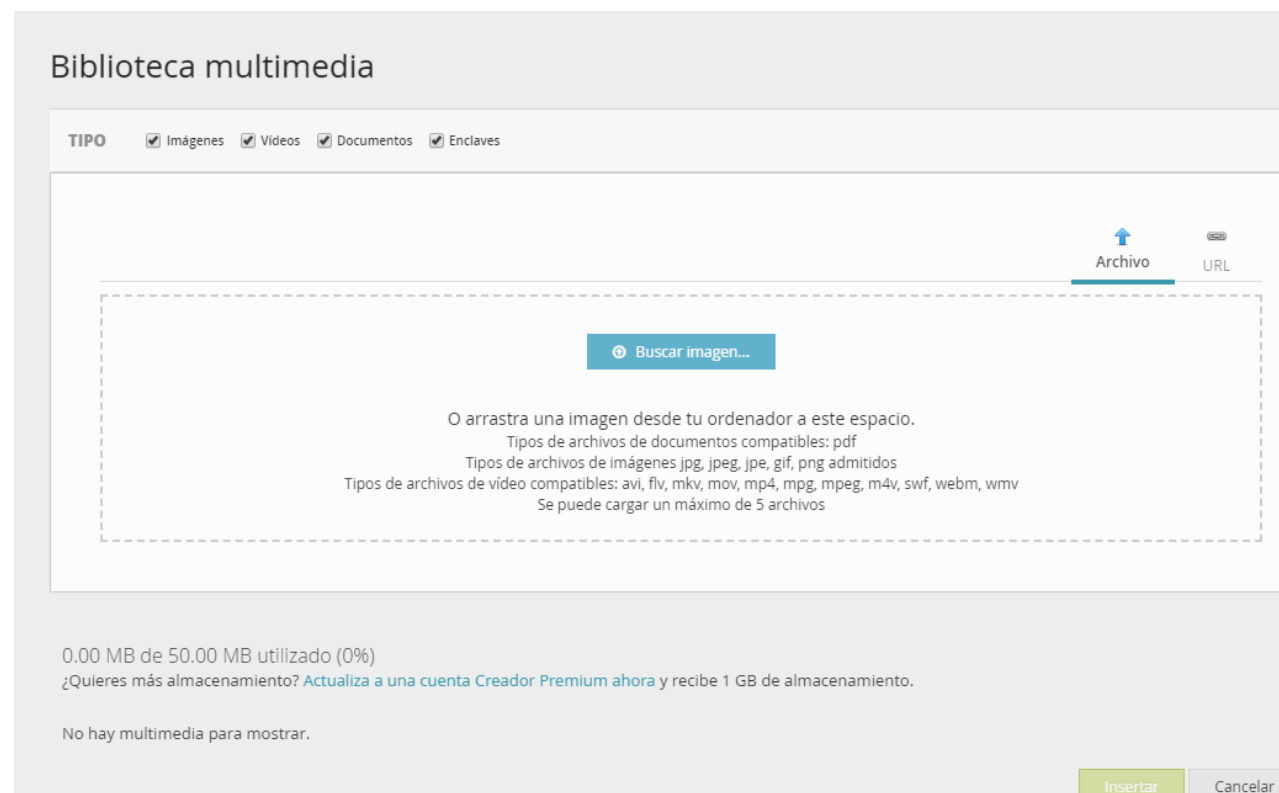 Biblioteca multimedia
TIPO Imágenes Vídeos Documentos Enclaves
Archivo URL
Buscar imagen...
O arrastra una imagen desde tu ordenador a este espacio.
Tipos de archivos de documentos compatibles: pdf
Tipos de archivos de imágenes jpg, jpeg, jpe, gif, png admitidos
Tipos de archivos de vídeo compatibles: avi, flv, mkv, mov, mp4, mpg, mpeg, m4v, swf, webm, wmv
Se puede cargar un máximo de 5 archivos
0.00 MB de 50.00 MB utilizado (0%)
¿Quieres más almacenamiento? Actualiza a una cuenta Creador Premium ahora y recibe 1 GB de almacenamiento.
No hay multimedia para mostrar.
Insertar Cancelar